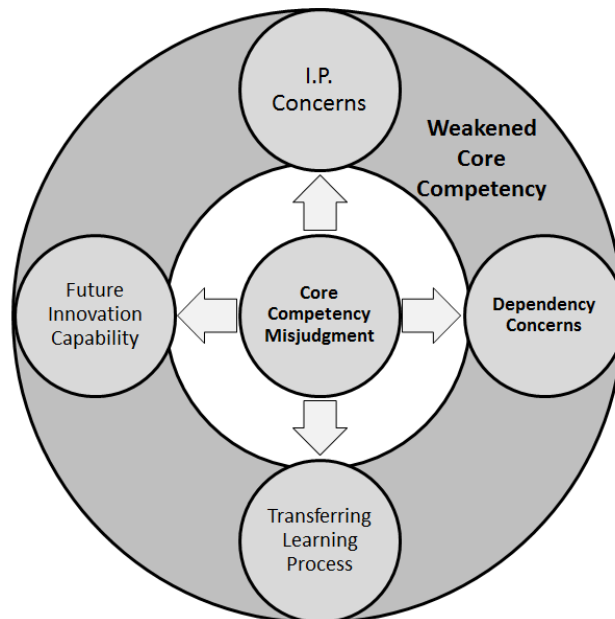 I.P.
Concerns
Weakened
Core
Competency
Future
Innovation
Capability
Core
Competency
Misjudgment
Dependency
Concerns
Transferring
Learning
Process